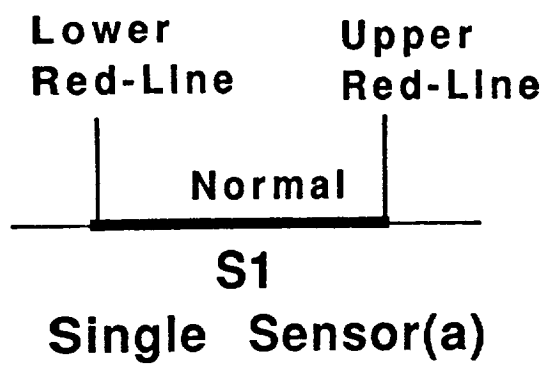 Lower
Red-Line
Upper
Red-Line
Normal
S1
Single Sensor(a)